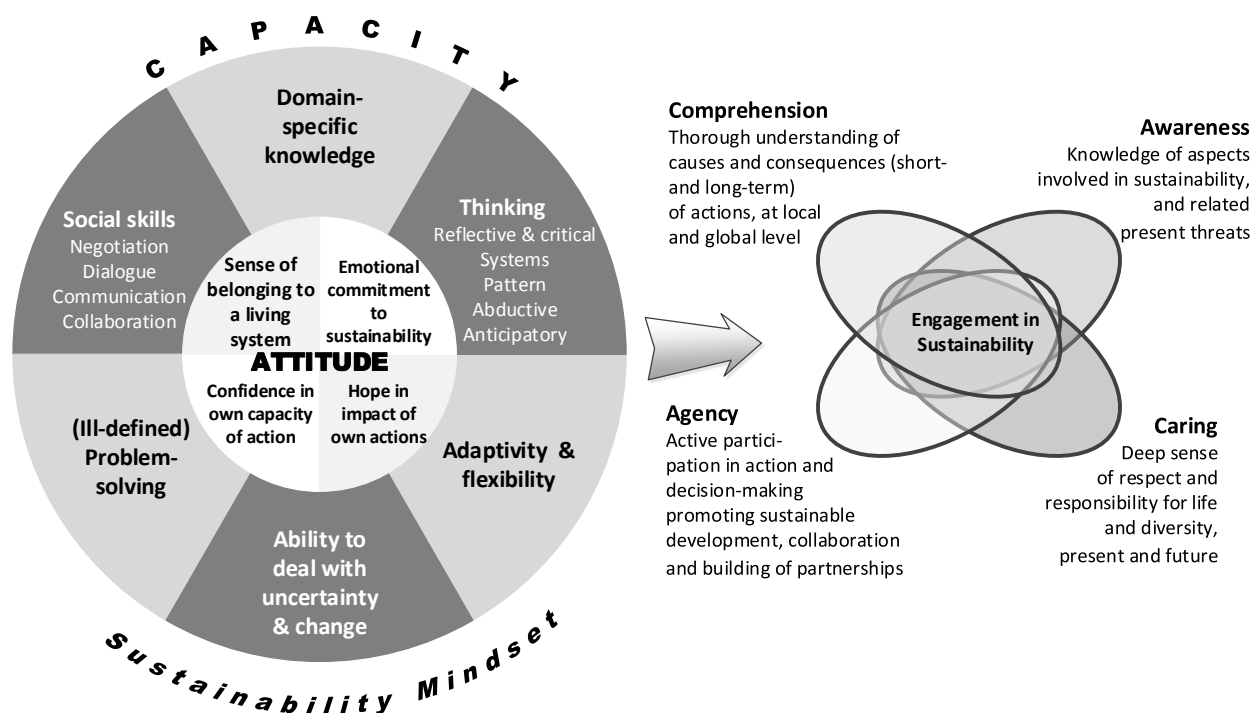 CAPACITY
Domain-
specific
knowledge
Social skills
Negotiation
Dialogue
Communication
Collaboration
Thinking
Reflective & critical
Systems
Pattern
Abductive
Anticipatory
Sense of
belonging to
a living
system
Emotional
commitment
to
sustainability
ATTITUDE
Confidence in
own capacity
of action
Hope in
impact of
own actions
(Ill-defined)
Problem-
solving
Adaptivity & 
flexibility
Ability to
deal with
uncertainty
& change
Sustainability Mindset
Comprehension
Thorough understanding of
causes and consequences (short-
and long-term)
of actions, at local
and global level
Awareness
Knowledge of aspects
involved in sustainability,
and related
present threats
Engagement in
Sustainability
Agency
Active partici-
pation in action and
decision-making
promoting sustainable
development, collaboration
and building of partnerships
Caring
Deep sense
of respect and
responsibility for life
and diversity,
present and future